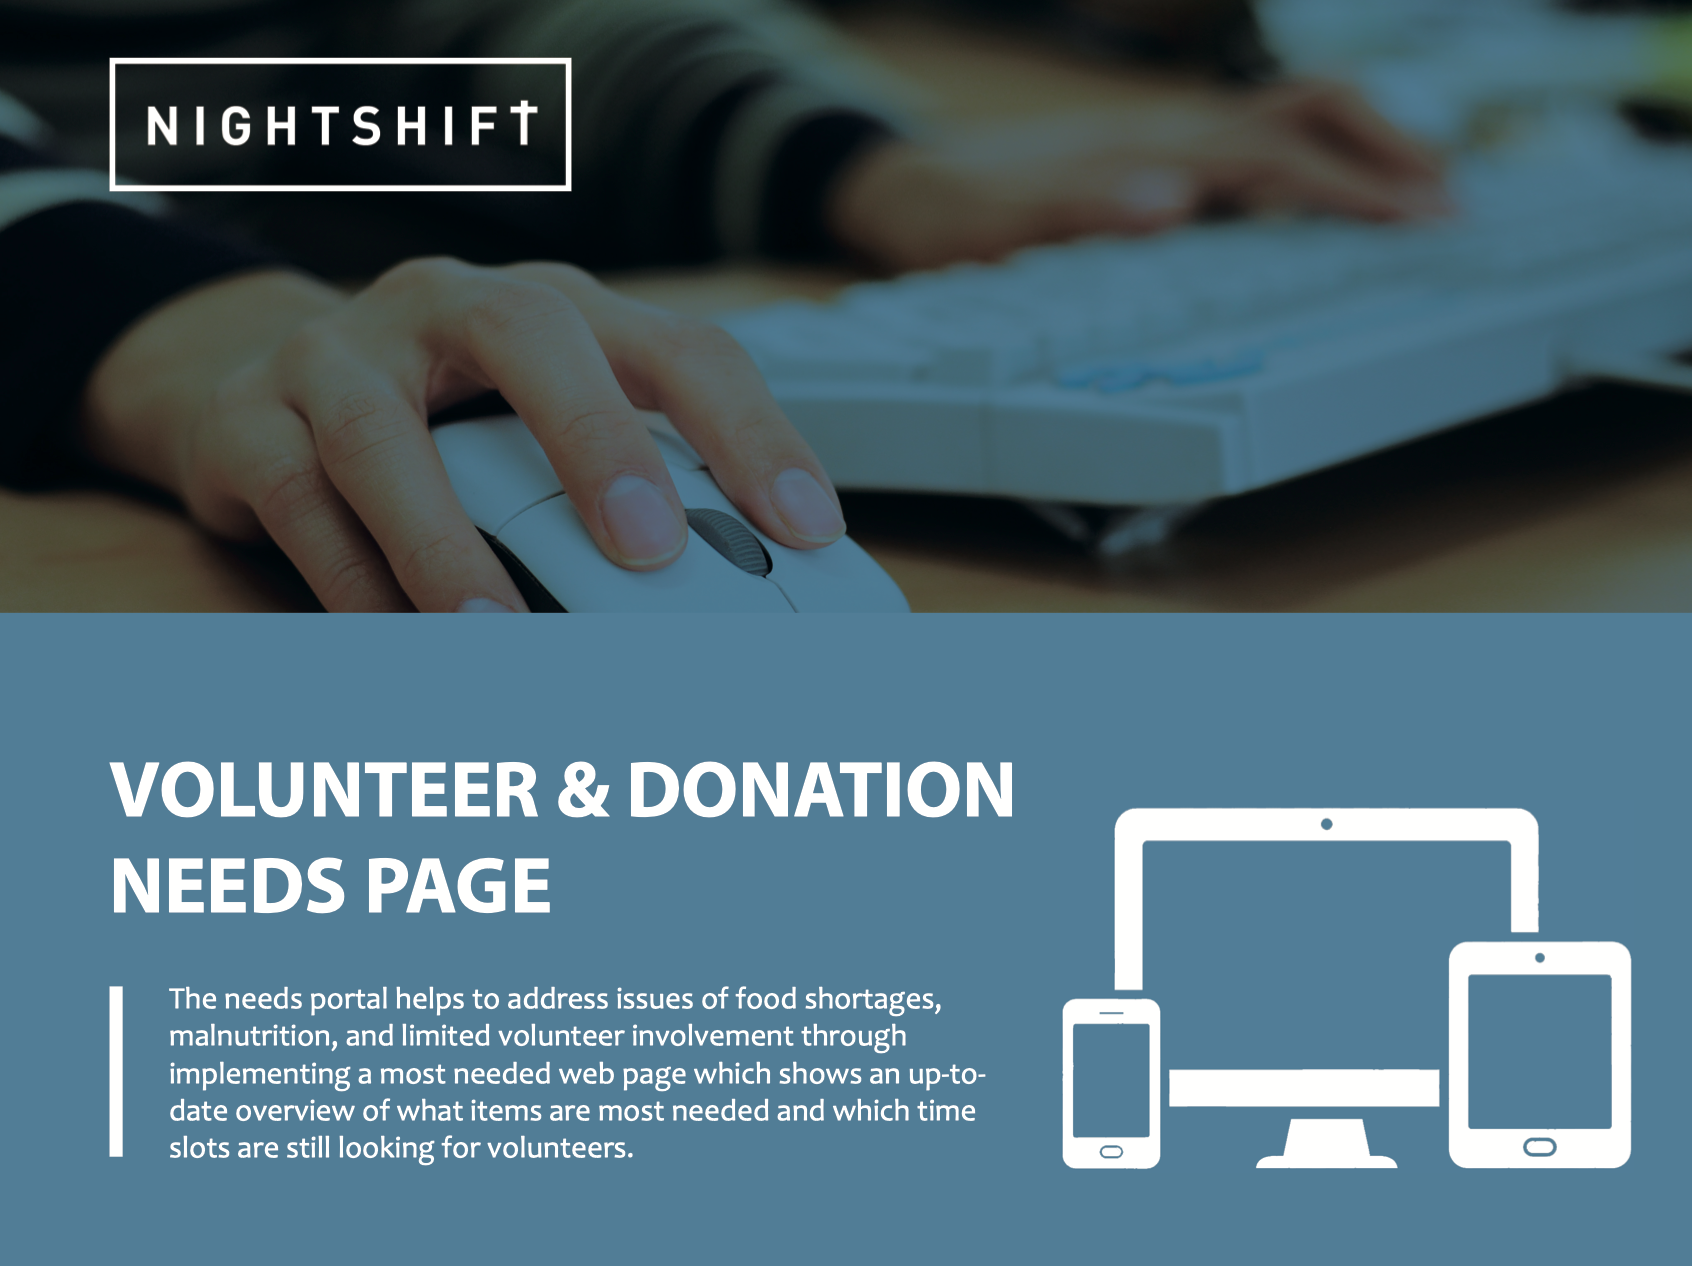 NIGHTSHIFT
VOLUNTEER & DONATION
NEEDS PAGE
The needs portal helps to address issues of food shortages,
malnutrition, and limited volunteer involvement through
implementing a most needed web page which shows an up-to-
date overview of what items are most needed and which time
slots are still looking for volunteers.